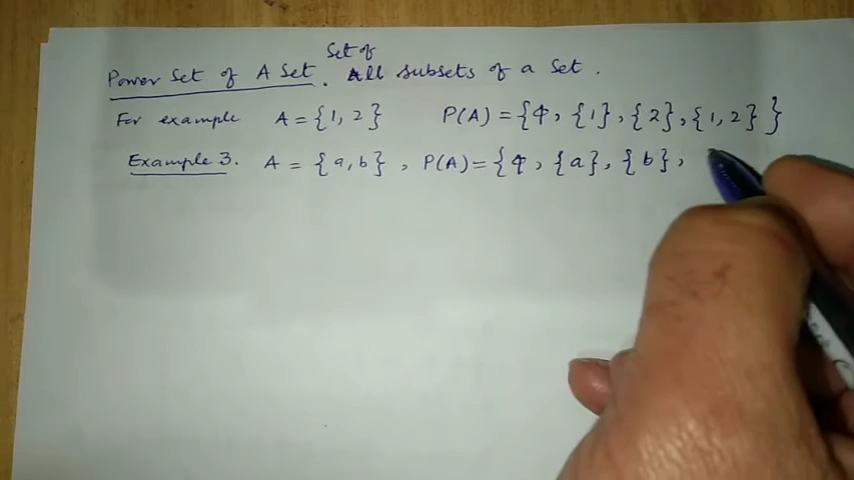 Set of
Power Set of A Set. All subsets of a Set.
For example A = {1, 2} P(A) = {ϕ, {1}, {2}, {1, 2} }
Example 3. A = {a, b}, P(A) = {ϕ, {a}, {b},